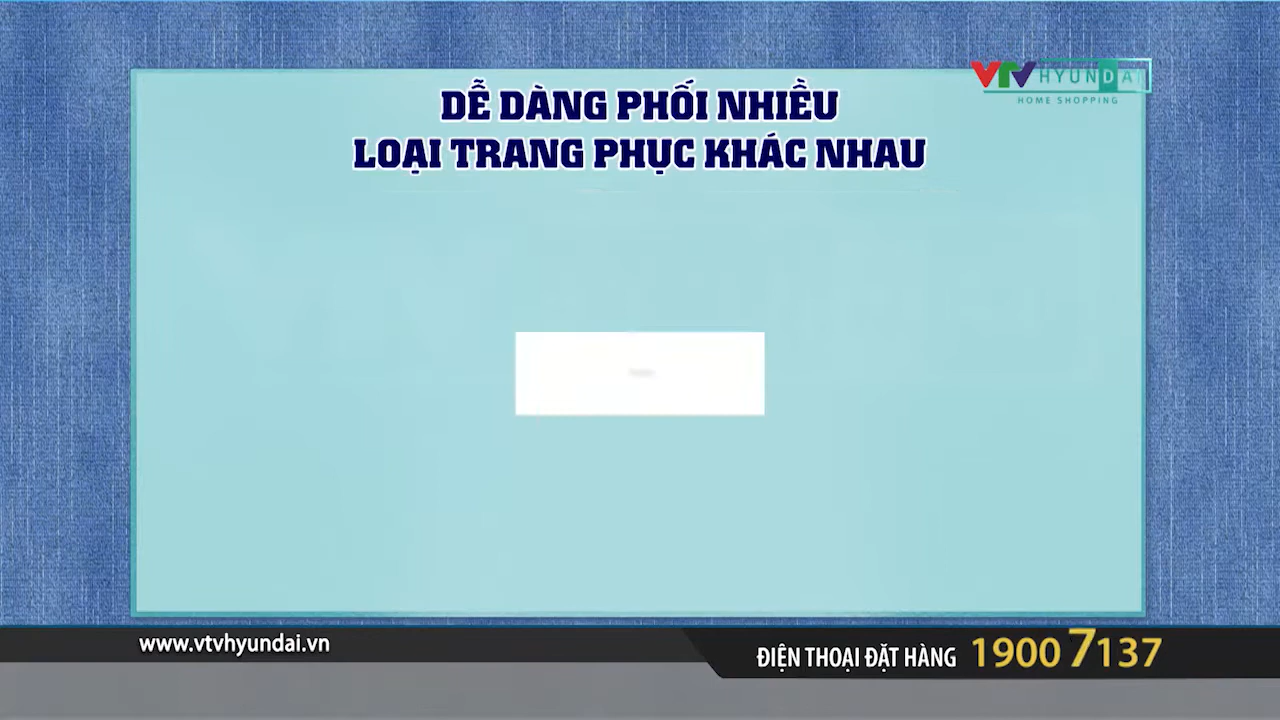 VTV HYUNDAI
HOME SHOPPING
DỄ DÀNG PHỐI NHIỀU
LOẠI TRANG PHỤC KHÁC NHAU
www.vtvhyundai.vn
ĐIỆN THOẠI ĐẶT HÀNG 1900 7137